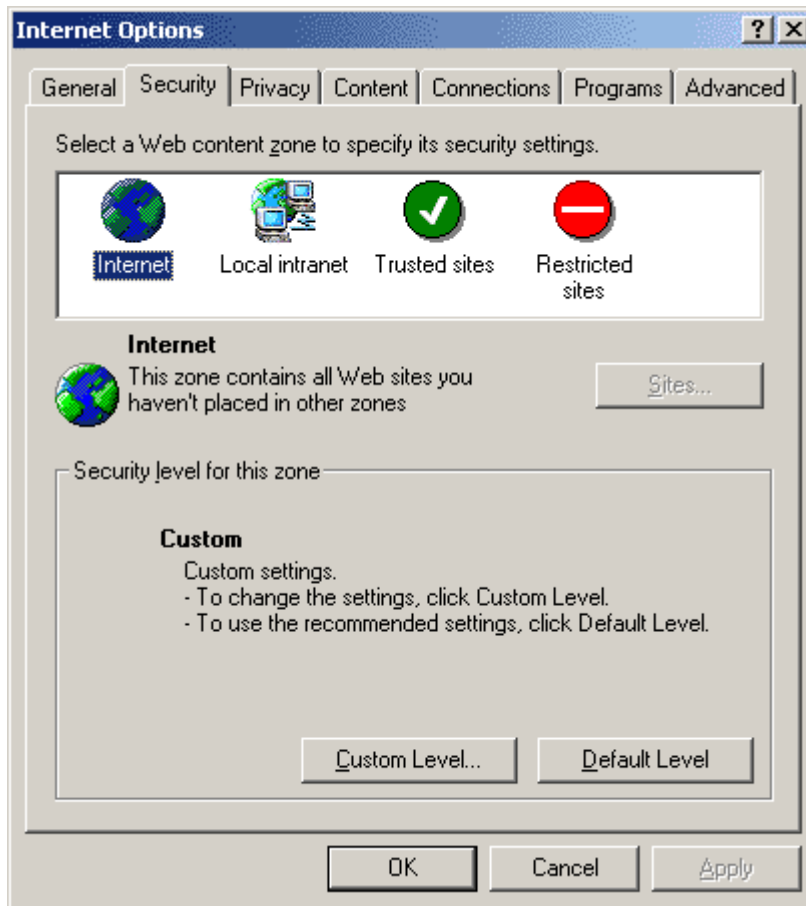 Internet Options
General Security Privacy Content Connections Programs Advanced
Select a Web content zone to specify its security settings.
Internet Local intranet Trusted sites Restricted
sites
Internet
This zone contains all Web sites you
haven't placed in other zones
Sites...
Security level for this zone
Custom
Custom settings.
- To change the settings, click Custom Level.
- To use the recommended settings, click Default Level.
Custom Level... Default Level
OK Cancel Apply